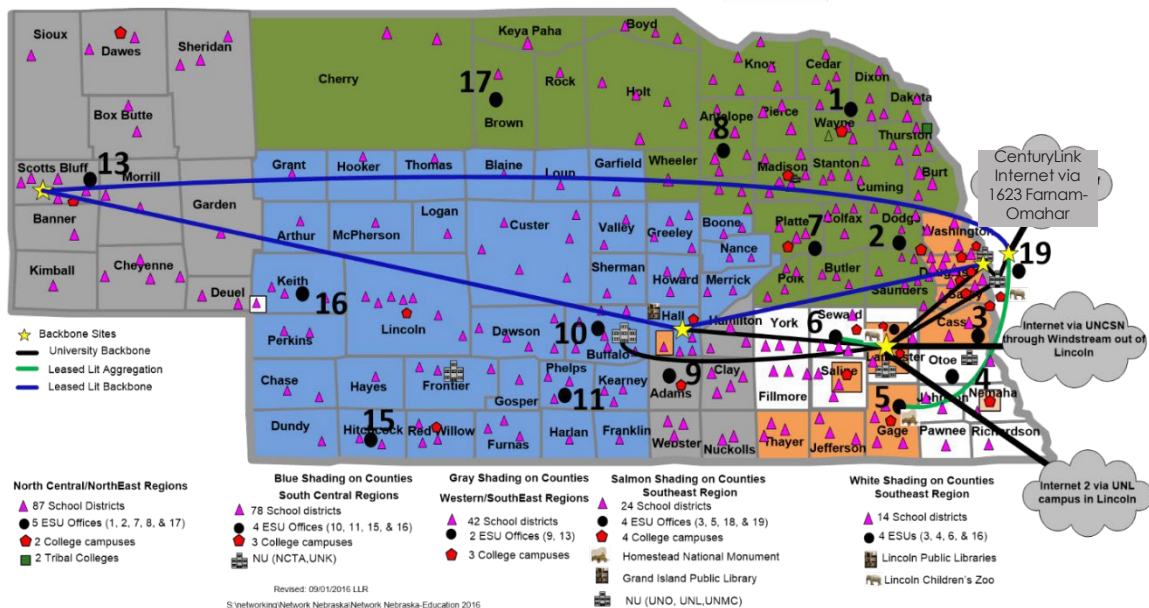 Sioux
Dawes
Sheridan
Box Butte
Scotts Bluff
13
Morrill
Banner
Garden
Kimball
Cheyenne
Deuel
Cherry
Keya Paha
Boyd
17
Brown
Rock
Holt
Knox
Cedar
Dixon
Dakota
1
Wayne
Pierce
Antelope
8
Thurston
Madison
Stanton
Cuming
Burt
Wheeler
Grant
Hooker
Thomas
Blaine
Loup
Garfield
Arthur
McPherson
Logan
Custer
Valley
Greeley
Boone
Nance
Platte
7
Colfax
Dodge
2
Washington
Keith
16
Lincoln
Perkins
Sherman
Howard
Merrick
Polk
Butler
Saunders
Douglas
Sarpy
19
Dawson
10
Buffalo
Hall
Hamilton
York
Seward
6
Lancaster
Cass
3
Otoe
Chase
Hayes
Frontier
Gosper
Phelps
11
Kearney
Adams
9
Clay
Fillmore
Saline
5
Gage
Johnson
4
Nemaha
Dundy
Hitchcock
15
Red Willow
Furnas
Harlan
Franklin
Webster
Nuckolls
Thayer
Jefferson
Pawnee
Richardson
CenturyLink
Internet via
1623 Farnam-
Omahar
Internet via UNCSN
through Windstream out of
Lincoln
Internet 2 via UNL
campus in Lincoln
Backbone Sites
University Backbone
Leased Lit Aggregation
Leased Lit Backbone
North Central/NorthEast Regions
87 School Districts
5 ESU Offices (1, 2, 7, 8, & 17)
2 College campuses
2 Tribal Colleges
Blue Shading on Counties
South Central Regions
78 School districts
4 ESU Offices (10, 11, 15, & 16)
3 College campuses
NU (NCTA,UNK)
Gray Shading on Counties
Western/SouthEast Regions
42 School districts
2 ESU Offices (9, 13)
3 College campuses
Salmon Shading on Counties
Southeast Region
24 School districts
4 ESU Offices (3, 5, 18, & 19)
4 College campuses
Homestead National Monument
Grand Island Public Library
NU (UNO, UNL,UNMC)
White Shading on Counties
Southeast Region
14 School districts
4 ESUs (3, 4, 6, & 16)
Lincoln Public Libraries
Lincoln Children's Zoo
Revised: 09/01/2016 LLR
S:\networking\Network Nebraska\Network Nebraska-Education 2016